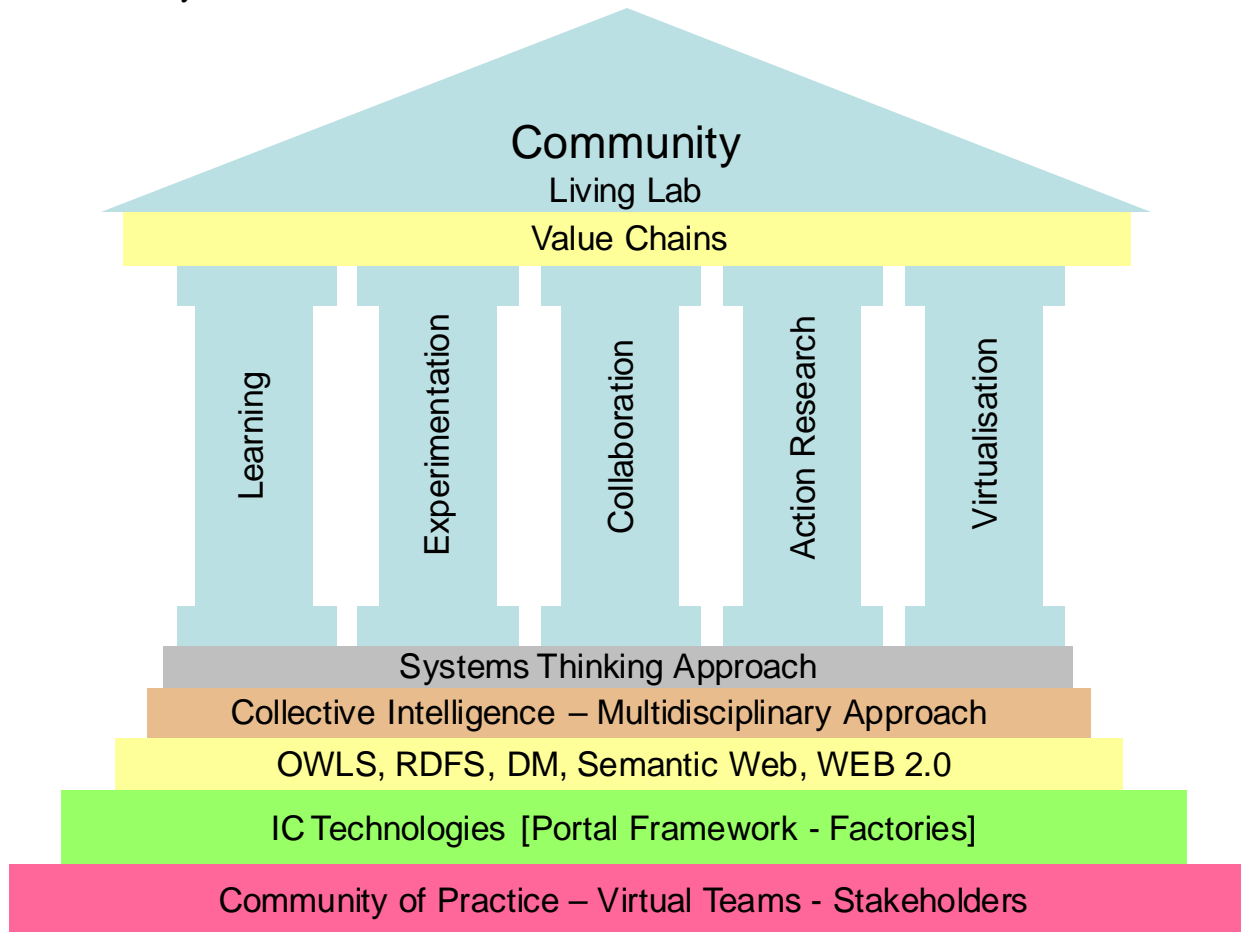 Community
Living Lab
Value Chains
Learning
Experimentation
Collaboration
Action Research
Virtualisation
Systems Thinking Approach
Collective Intelligence – Multidisciplinary Approach
OWLS, RDFS, DM, Semantic Web, WEB 2.0
IC Technologies [Portal Framework - Factories]
Community of Practice – Virtual Teams - Stakeholders